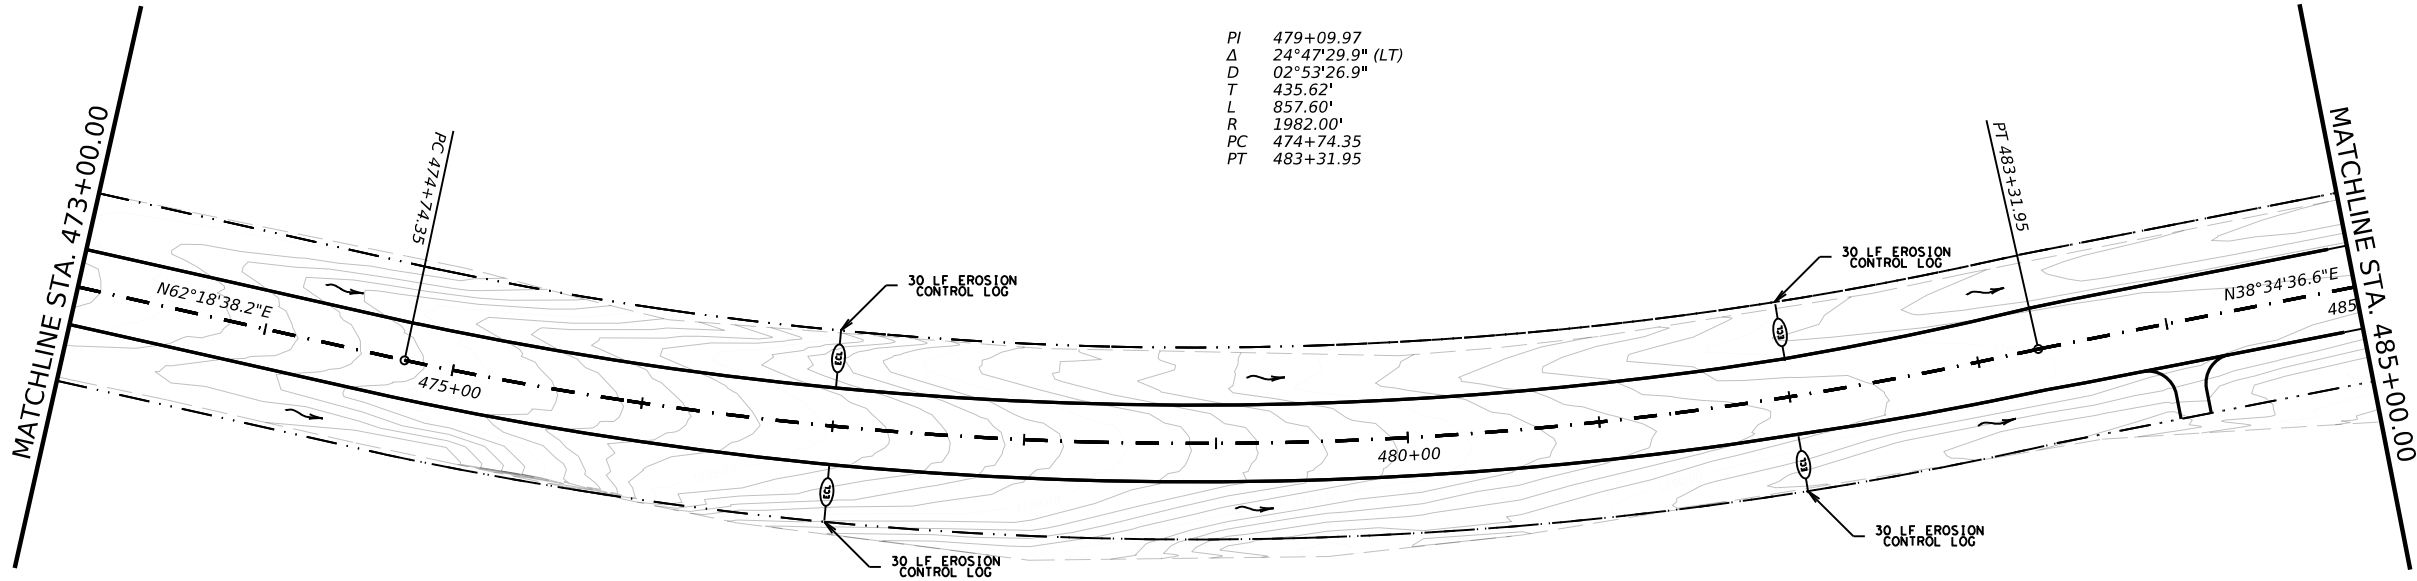 PI 479+09.97
Δ 24°47'29.9" (LT)
D 02°53'26.9"
T 435.62'
L 857.60'
R 1982.00'
PC 474+74.35
PT 483+31.95
MATCHLINE STA. 473+00.00
PC 474+74.35
PT 483+31.95
MATCHLINE STA. 485+00.00
N62°18'38.2"E
30 LF EROSION
CONTROL LOG
30 LF EROSION
CONTROL LOG
N38°34'36.6"E
485
ECL
ECL
475+00
480+00
ECL
ECL
30 LF EROSION
CONTROL LOG
30 LF EROSION
CONTROL LOG